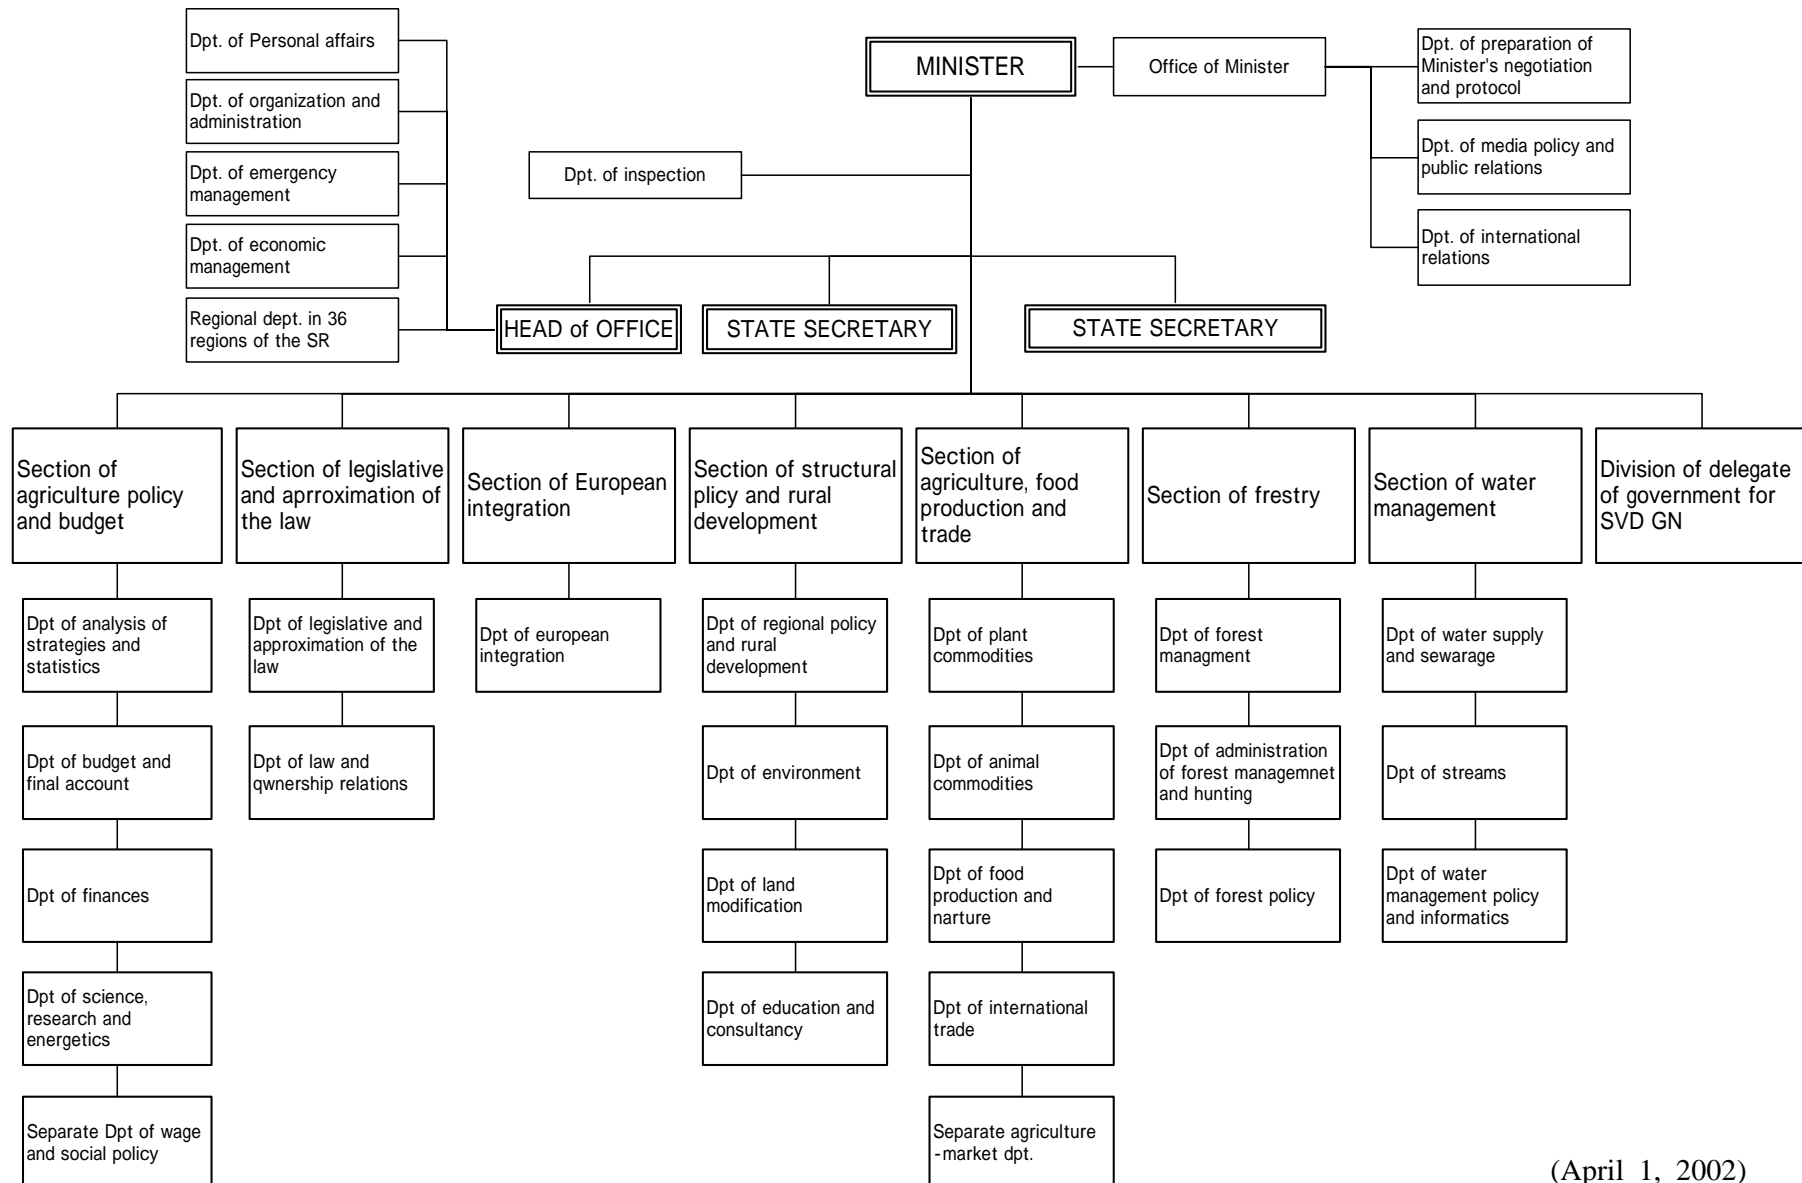 Dpt. of Personal affairs
Dpt. of organization and
administration
Dpt. of emergency
management
Dpt. of economic
management
Regional dept. in 36
regions of the SR
MINISTER
Office of Minister
Dpt. of preparation of
Minister's negotiation
and protocol
Dpt. of media policy and
public relations
Dpt. of international
relations
Dpt. of inspection
HEAD of OFFICE
STATE SECRETARY
STATE SECRETARY
Section of
agriculture policy
and budget
Section of legislative
and aprroximation of
the law
Section of European
integration
Section of structural
plicy and rural
development
Section of
agriculture, food
production and
trade
Section of frestry
Section of water
management
Division of delegate
of government for
SVD GN
Dpt of analysis of
strategies and
statistics
Dpt of budget and
final account
Dpt of finances
Dpt of science,
research and
energetics
Separate Dpt of wage
and social policy
Dpt of legislative and
approximation of the
law
Dpt of law and
qwnership relations
Dpt of european
integration
Dpt of regional policy
and rural
development
Dpt of environment
Dpt of land
modification
Dpt of education and
consultancy
Dpt of plant
commodities
Dpt of animal
commodities
Dpt of food
production and
narture
Dpt of international
trade
Separate agriculture
-market dpt.
Dpt of forest
managment
Dpt of administration
of forest managemnet
and hunting
Dpt of forest policy
Dpt of water supply
and sewarage
Dpt of streams
Dpt of water
management policy
and informatics
(April 1, 2002)